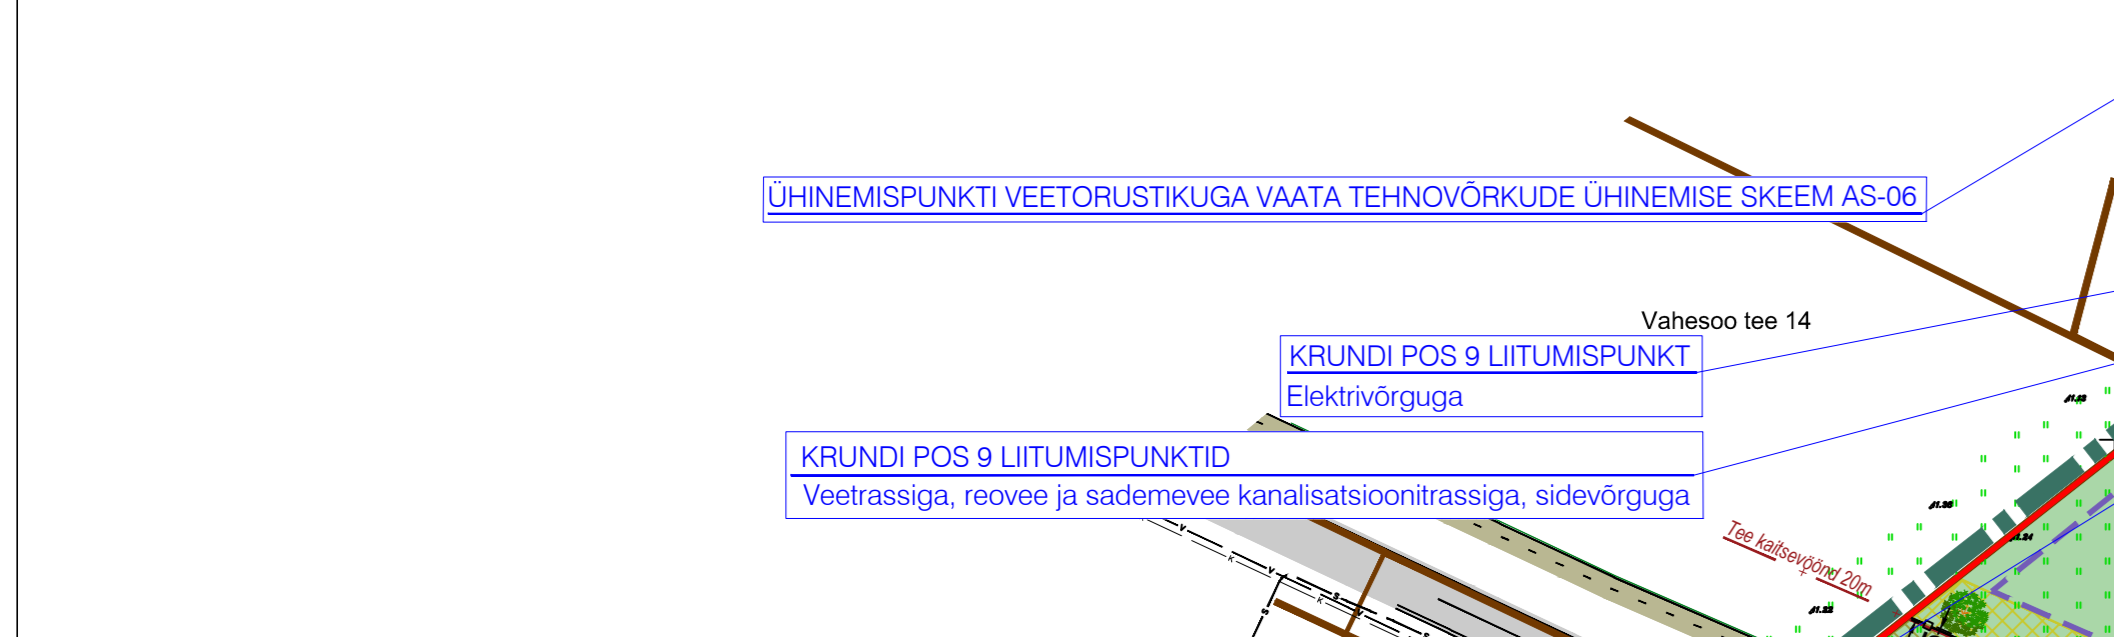 ÜHINEMISPUNKTI VEETORUSTIKUGA VAATA TEHNOVÕRKUDE ÜHINEMISE SKEEM AS-06
Vahesoo tee 14
KRUNDI POS 9 LIITUMISPUNKT
Elektrivõrguga
KRUNDI POS 9 LIITUMISPUNKTID
Veetrassiga, reovee ja sademevee kanalisatsioonitrassiga, sidevõrguga
Tee kaitsevöönd 20m